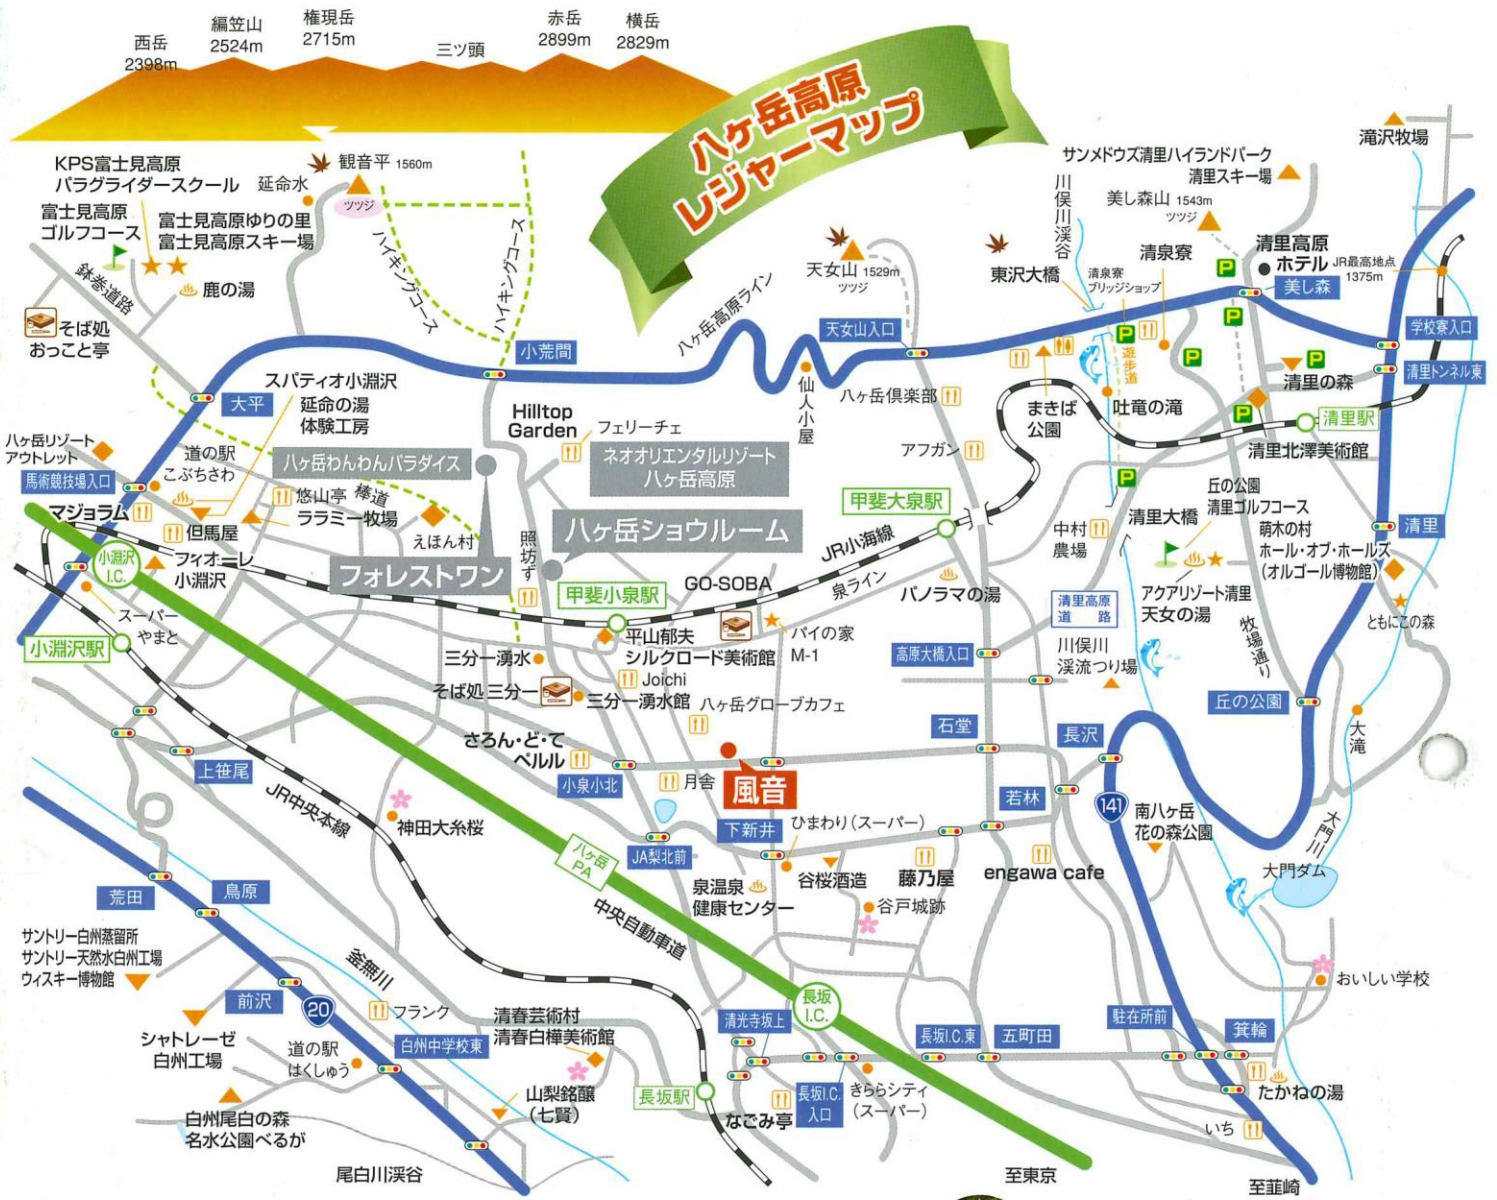 西岳
2398m
編笠山
2524m
権現岳
2715m
三ツ頭
赤岳
2899m
横岳
2829m
八ヶ岳高原
レジャーマップ
KPS富士見高原
パラグライダースクール
延命水
観音平 1560m
ツツジ
富士見高原
ゴルフコース
富士見高原ゆりの里
富士見高原スキー場
鉢巻道路
鹿の湯
そば処
おっこと亭
ハイキングコース
ハイキングコース
八ヶ岳高原ライン
天女山 1529m
ツツジ
天女山入口
東沢大橋
川俣川渓谷
サンメドウズ清里ハイランドパーク
清里スキー場
美し森山 1543m
ツツジ
滝沢牧場
清泉寮
清泉寮
ブリッジショップ
清里高原
ホテル
JR最高地点
1375m
美し森
学校寮入口
清里トンネル東
清里の森
清里駅
清里北澤美術館
遊歩道
吐竜の滝
まきば
公園
八ヶ岳倶楽部
仙人小屋
アフガン
小荒間
大平
スパティオ小淵沢
延命の湯
体験工房
道の駅
こぶちさわ
八ヶ岳リゾート
アウトレット
馬術競技場入口
マジョラム
但馬屋
悠山亭
棒道
ララミー牧場
えほん村
八ヶ岳わんわんパラダイス
フォレストワン
Hilltop
Garden
フェリーチェ
ネオオリエンタルリゾート
八ヶ岳高原
八ヶ岳ショウルーム
照坊ず
甲斐大泉駅
甲斐小泉駅
JR小海線
GO-SOBA
泉ライン
パノラマの湯
パイの家
M-1
平山郁夫
シルクロード美術館
Joichi
三分一湧水
そば処 三分一
三分一湧水館
八ヶ岳グローブカフェ
中村
農場
清里大橋
丘の公園
清里ゴルフコース
萌木の村
ホール・オブ・ホールズ
(オルゴール博物館)
清里
アクアリゾート清里
天女の湯
ともにこの森
清里高原
道 路
川俣川
渓流つり場
牧場通り
高原大橋入口
丘の公園
大滝
小淵沢
I.C.
フィオーレ
小淵沢
スーパー
やまと
小淵沢駅
上笹尾
JR中央本線
神田大糸桜
さろん・ど・て
ペルル
小泉小北
月舎
風音
石堂
長沢
若林
141
南八ヶ岳
花の森公園
大門川
大門ダム
下新井
ひまわり(スーパー)
JA梨北前
八ヶ岳
PA
泉温泉
健康センター
谷桜酒造
藤乃屋
engawa cafe
谷戸城跡
中央自動車道
荒田
鳥原
サントリー白州蒸留所
サントリー天然水白州工場
ウィスキー博物館
前沢
20
釜無川
フランク
白州中学校東
シャトレーゼ
白州工場
道の駅
はくしゅう
白州尾白の森
名水公園べるが
尾白川渓谷
清春芸術村
清春白樺美術館
山梨銘醸
(七賢)
長坂駅
清光寺坂上
長坂
I.C.
長坂I.C.東
五町田
駐在所前
箕輪
おいしい学校
なごみ亭
長坂I.C.
入口
きららシティ
(スーパー)
たかねの湯
いち
至東京
至韮崎
P
P
P
P
P
P
P